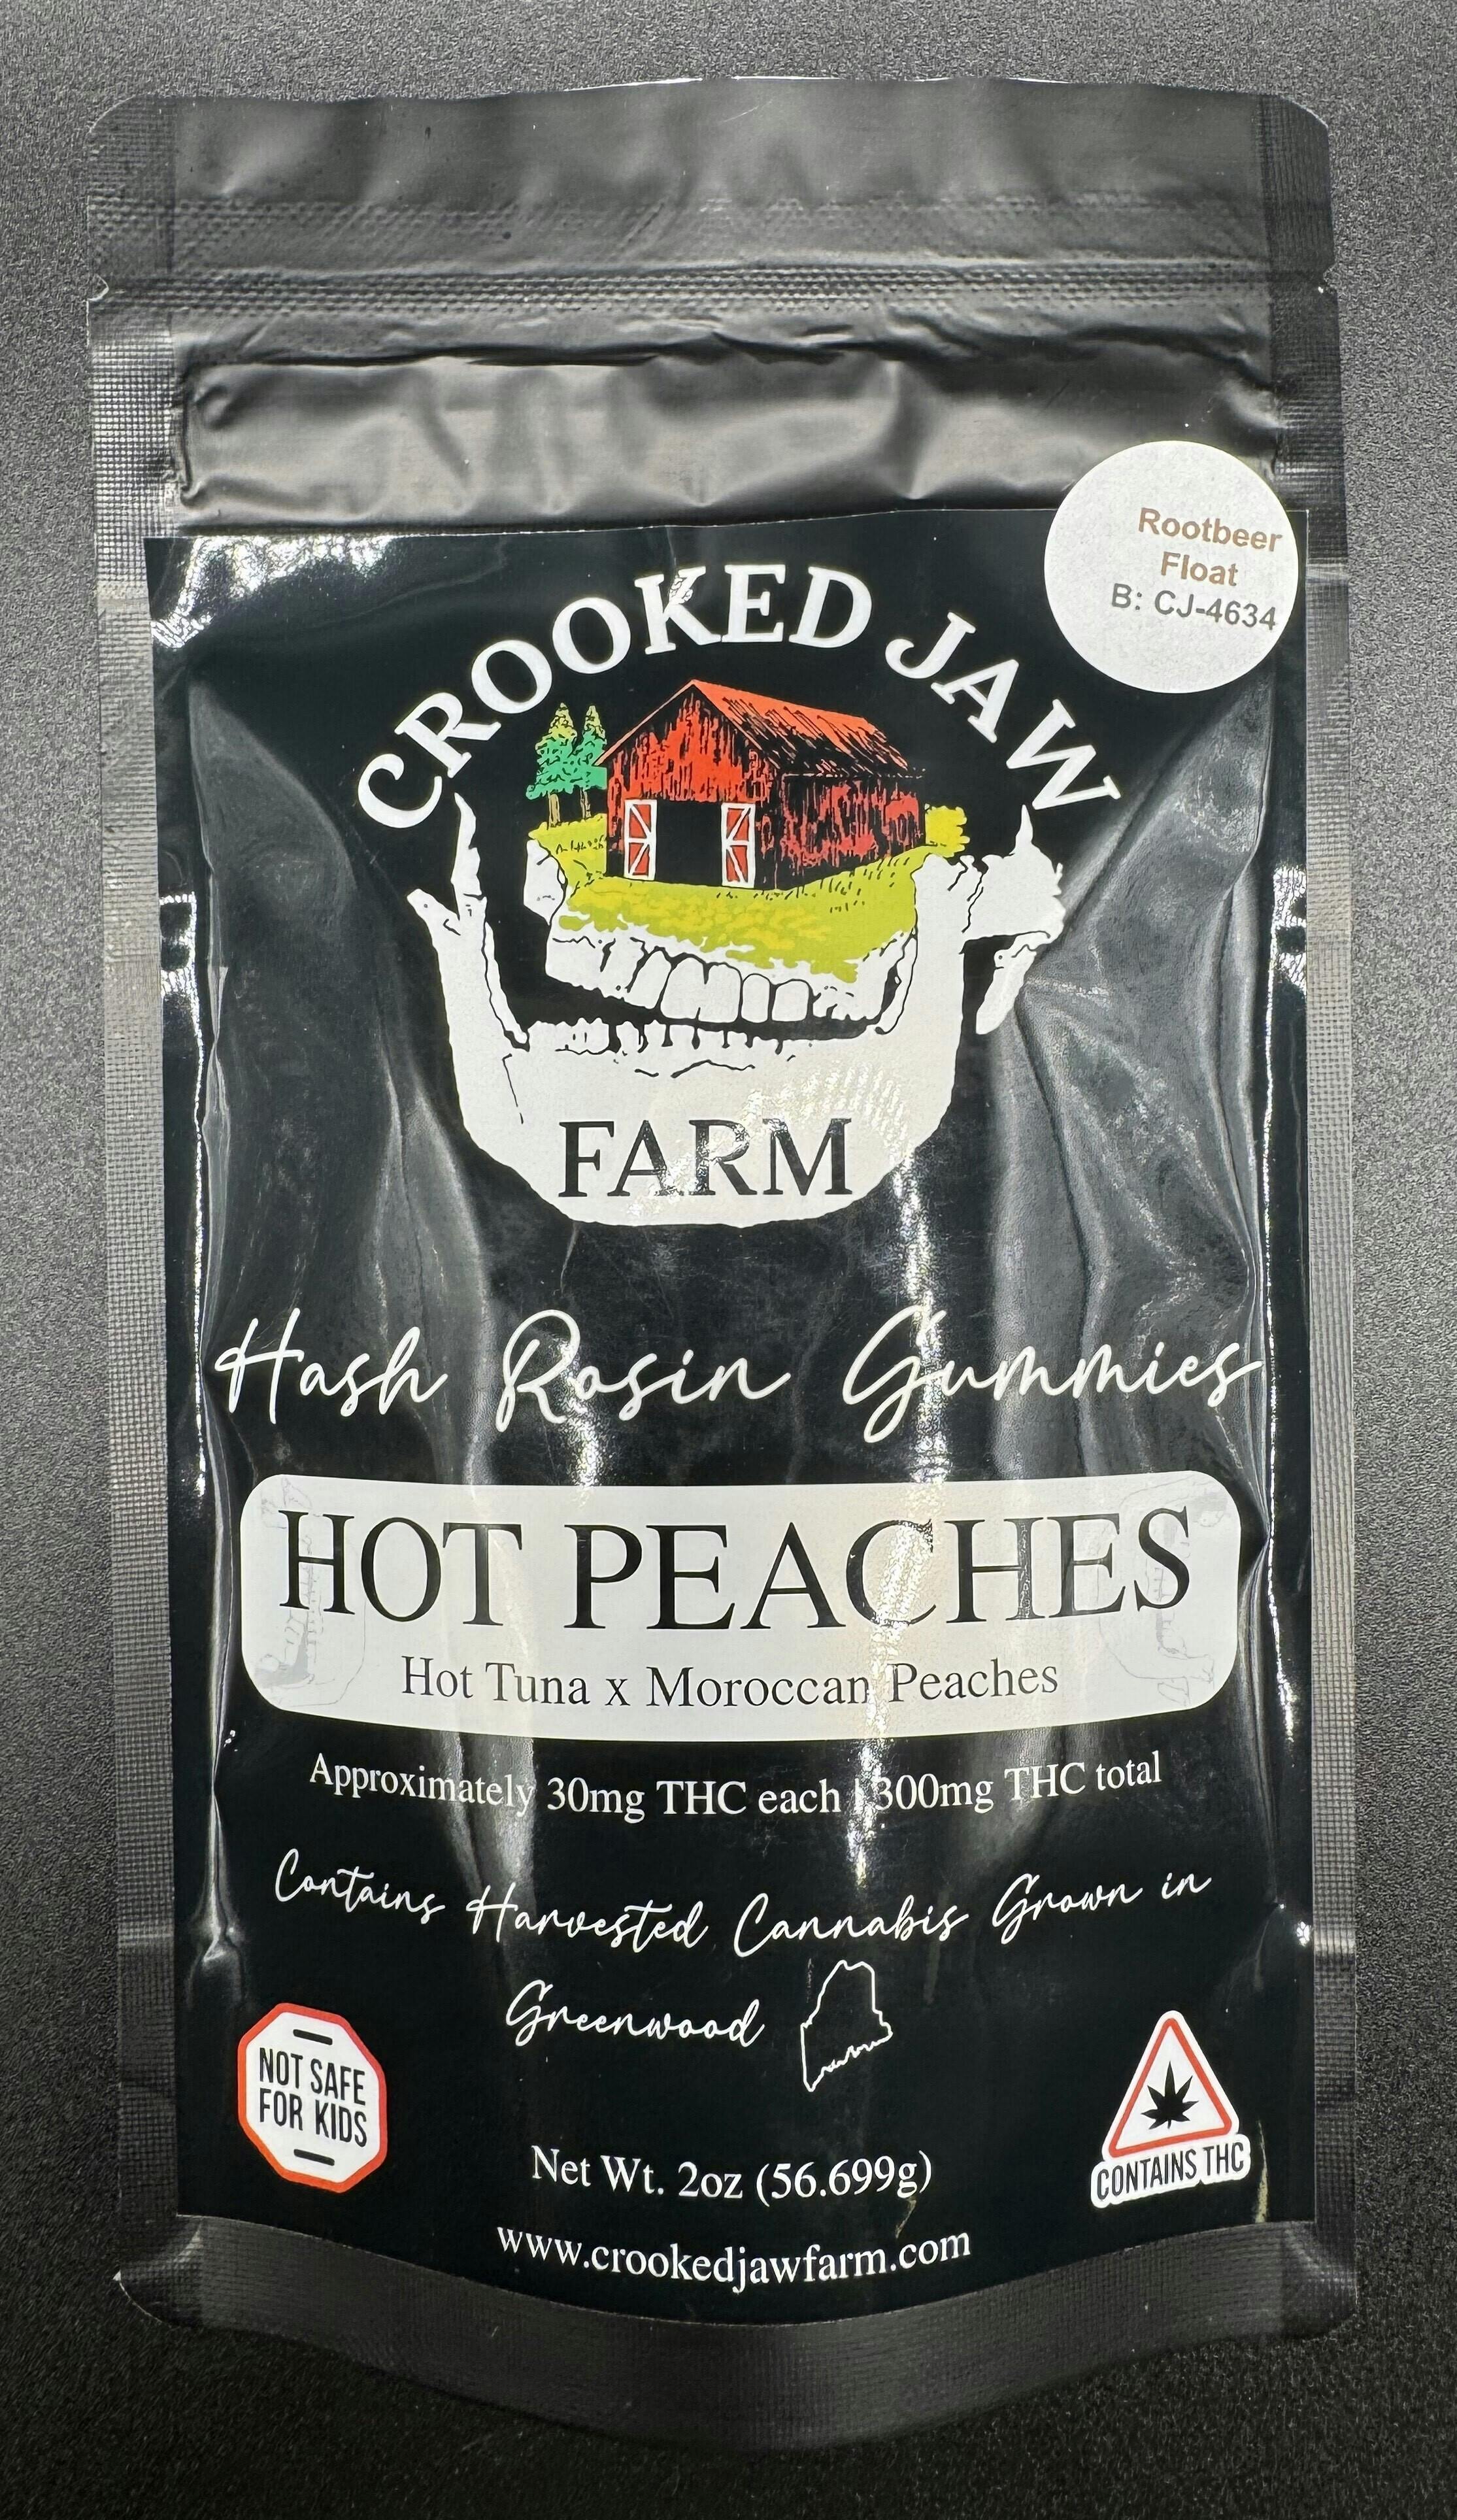 Rootbeer
Float
B: CJ-4634
CROOKED JAW
FARM
Hash Rosin Gummies
HOT PEACHES
Hot Tuna x Moroccan Peaches
Approximately 30mg THC each | 300mg THC total
Contains Harvested Cannabis Grown in
Greenwood
NOT SAFE
FOR KIDS
CONTAINS THC
Net Wt. 2oz (56.699g)
www.crookedjawfarm.com